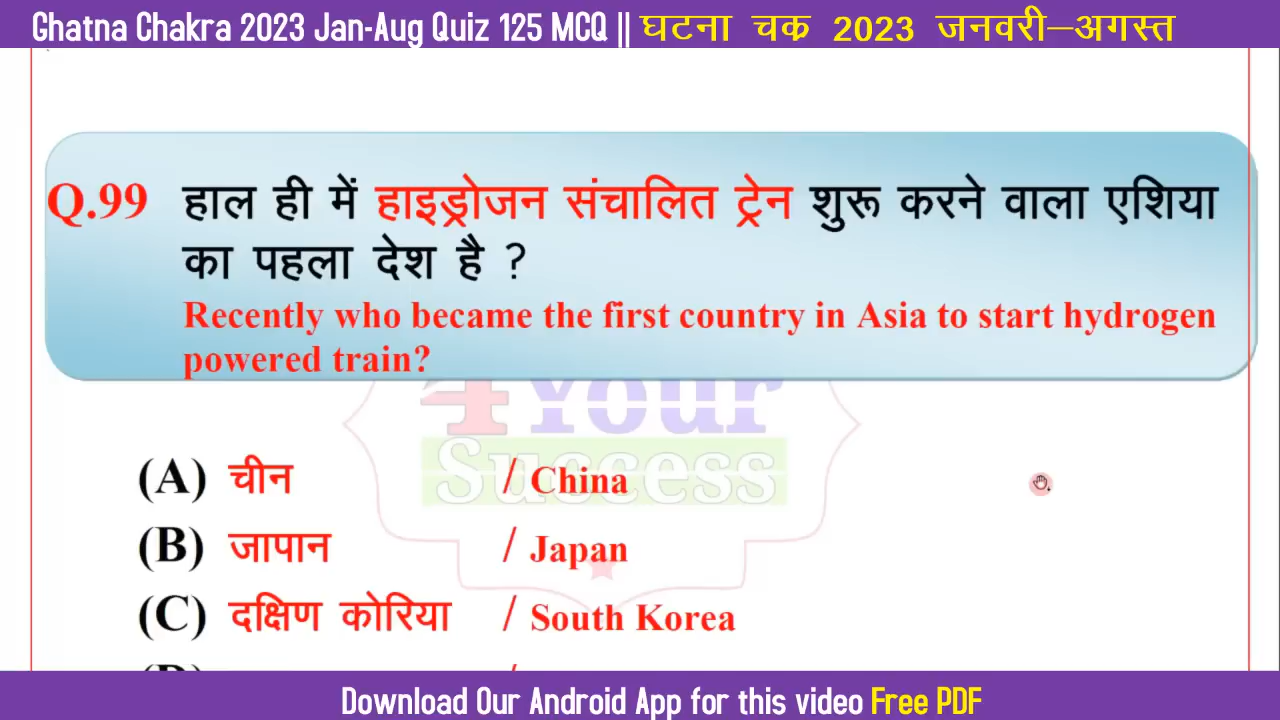 Ghatna Chakra 2023 Jan-Aug Quiz 125 MCQ || घटना चक्र 2023 जनवरी–अगस्त
Q.99 हाल ही में हाइड्रोजन संचालित ट्रेन शुरू करने वाला एशिया
का पहला देश है ?
Recently who became the first country in Asia to start hydrogen
powered train?
4Your
Success
(A) चीन / China
(B) जापान / Japan
(C) दक्षिण कोरिया / South Korea
Download Our Android App for this video Free PDF